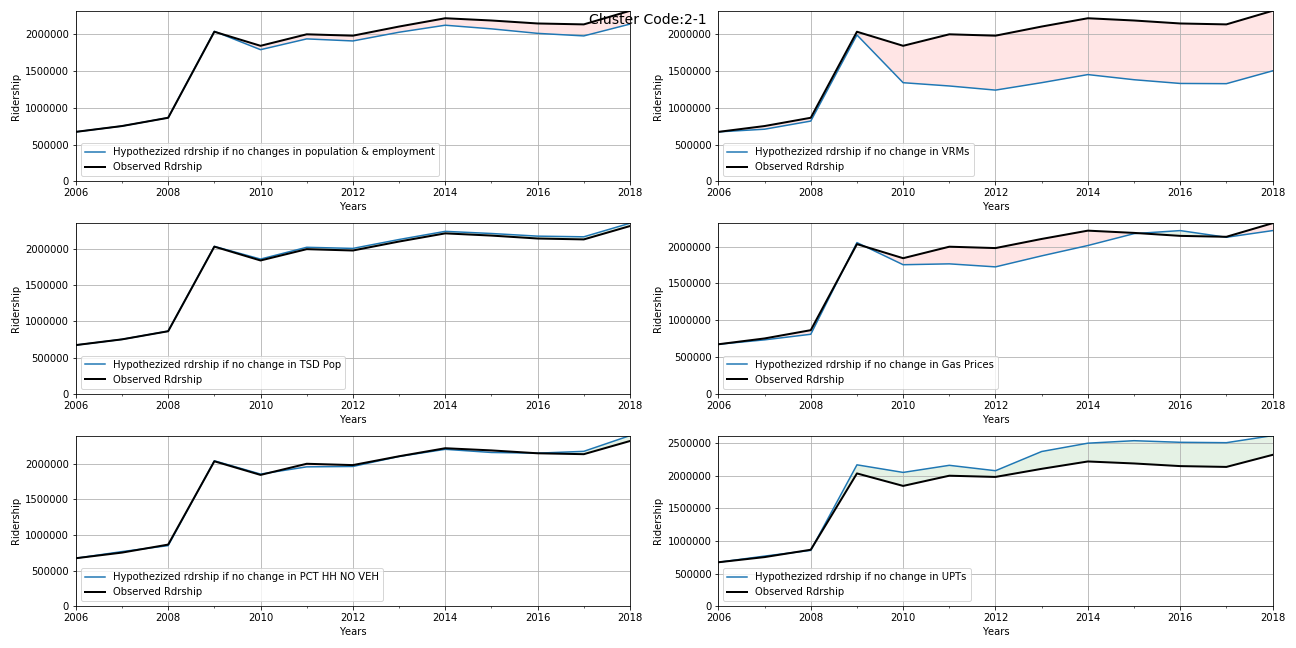 Cluster Code:2-1
2000000
1500000
1000000
500000
0
Ridership
Hypothezized rdrship if no changes in population & employment
Observed Rdrship
2006 2008 2010 2012 2014 2016 2018
Years
2000000
1500000
1000000
500000
0
Ridership
Hypothezized rdrship if no change in VRMs
Observed Rdrship
2006 2008 2010 2012 2014 2016 2018
Years
2000000
1500000
1000000
500000
0
Ridership
Hypothezized rdrship if no change in TSD Pop
Observed Rdrship
2006 2008 2010 2012 2014 2016 2018
Years
2000000
1500000
1000000
500000
0
Ridership
Hypothezized rdrship if no change in Gas Prices
Observed Rdrship
2006 2008 2010 2012 2014 2016 2018
Years
2000000
1500000
1000000
500000
0
Ridership
Hypothezized rdrship if no change in PCT HH NO VEH
Observed Rdrship
2006 2008 2010 2012 2014 2016 2018
Years
2500000
2000000
1500000
1000000
500000
0
Ridership
Hypothezized rdrship if no change in UPTs
Observed Rdrship
2006 2008 2010 2012 2014 2016 2018
Years